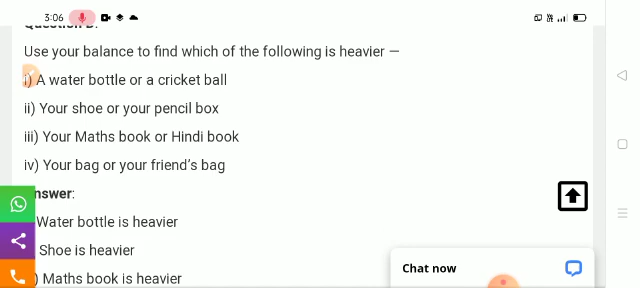 3:06
Use your balance to find which of the following is heavier —
i) A water bottle or a cricket ball
ii) Your shoe or your pencil box
iii) Your Maths book or Hindi book
iv) Your bag or your friend's bag
nswer:
Water bottle is heavier
Shoe is heavier
) Maths book is heavier
Chat now